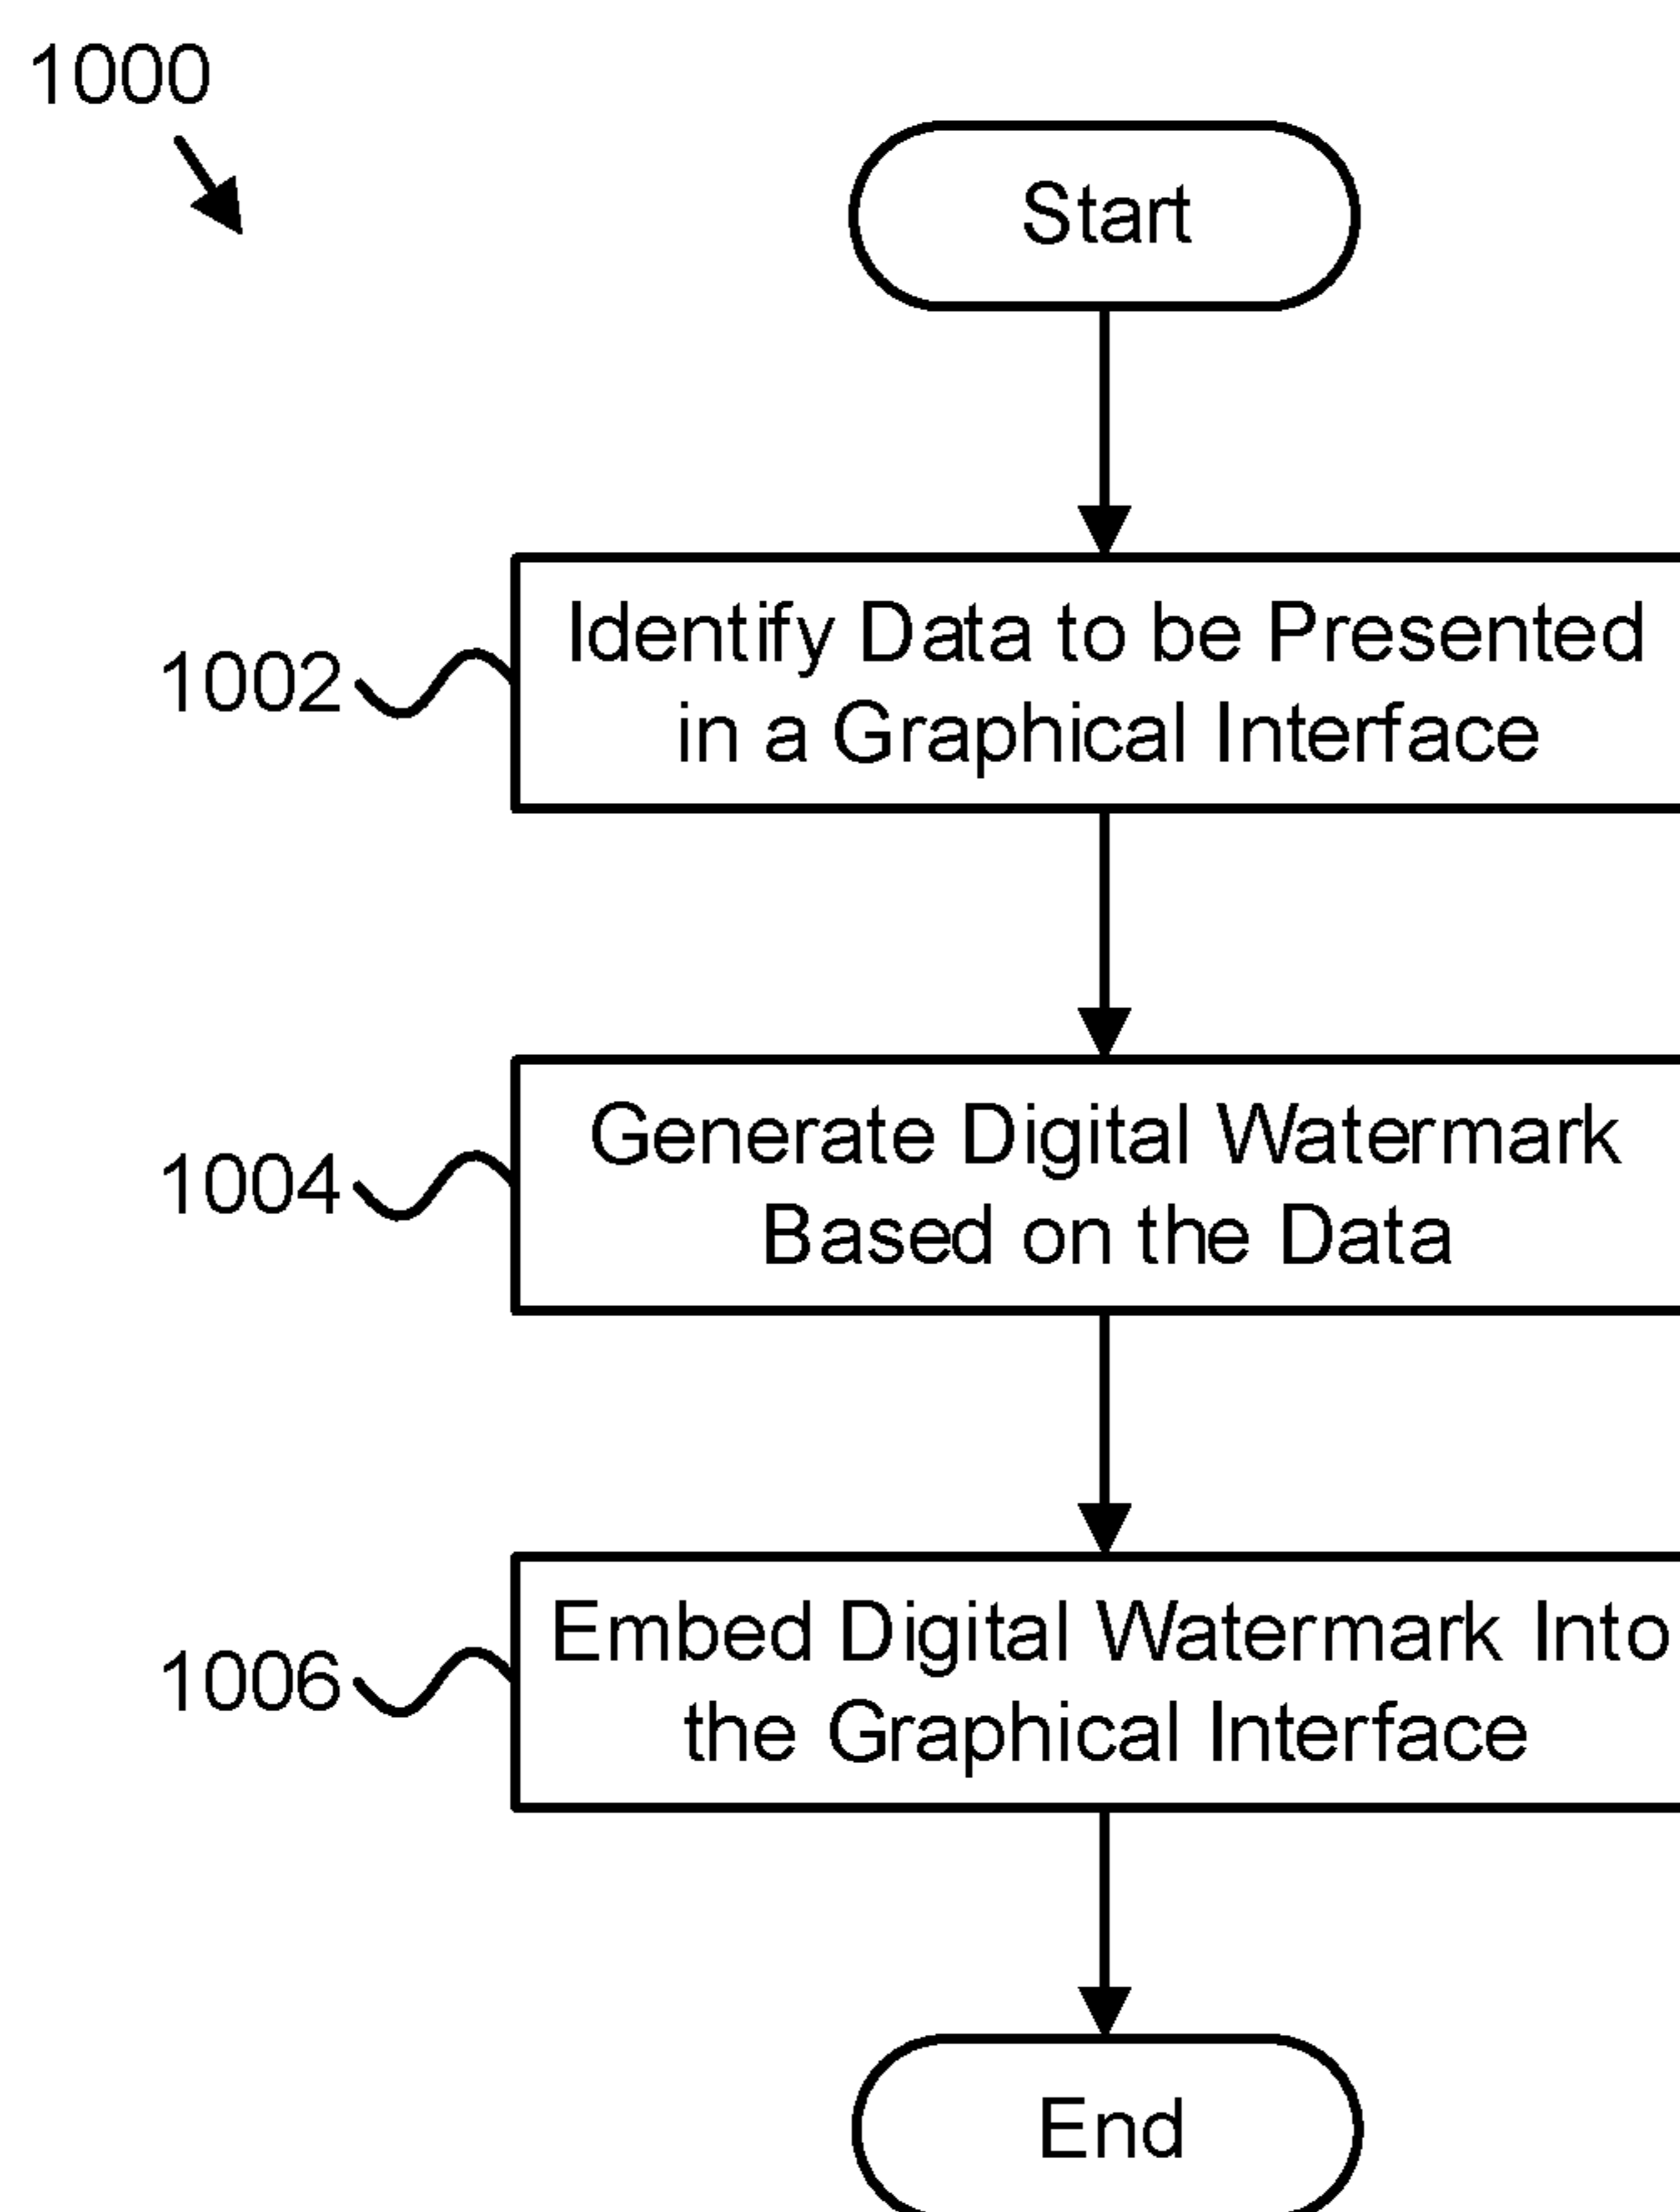 1000
Start
1002
Identify Data to be Presented
in a Graphical Interface
1004
Generate Digital Watermark
Based on the Data
1006
Embed Digital Watermark Into
the Graphical Interface
End